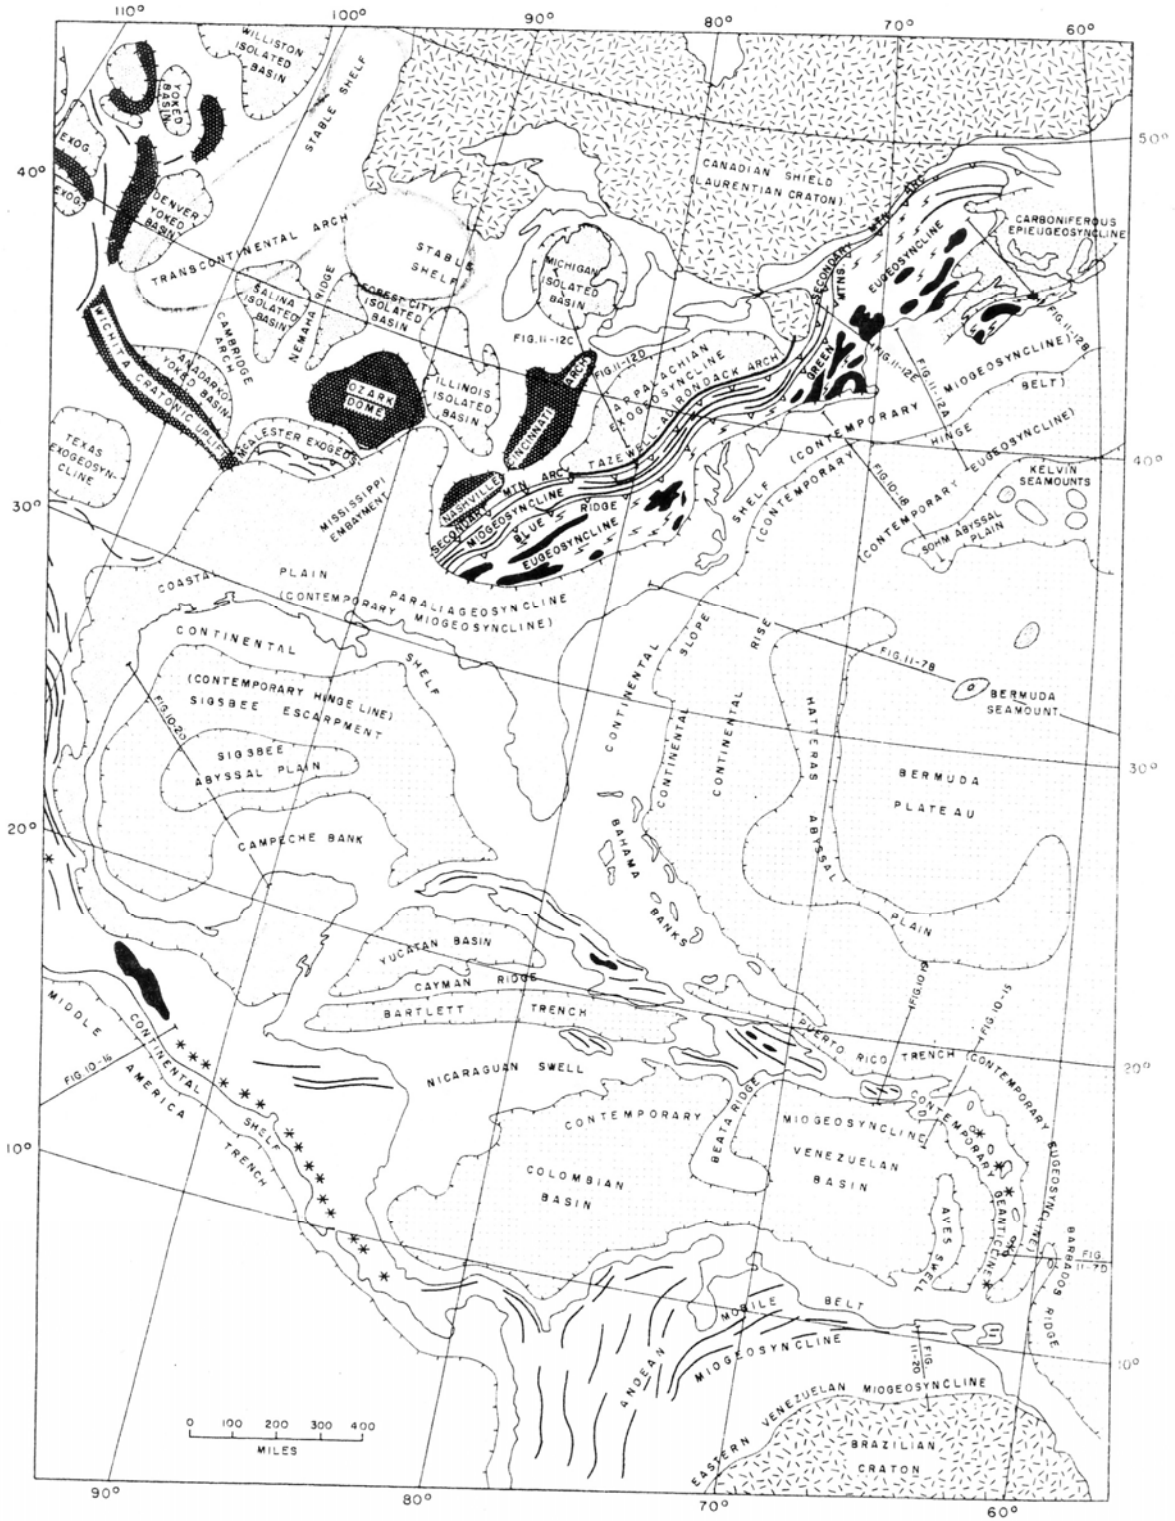 110°
100°
90°
80°
70°
60°
WILLISTON
ISOLATED
BASIN
YOKED
BASIN
STABLE SHELF
EXOG.
EXOG.
40°
50°
DENVER
YOKED
BASIN
TRANSCONTINENTAL ARCH
STABLE
SHELF
CANADIAN SHIELD
(LAURENTIAN CRATON)
SECONDARY MTN. ARC
CARBONIFEROUS
EPIEUGEOSYNCLINE
EUGEOSYNCLINE
MICHIGAN
ISOLATED
BASIN
SALINA
ISOLATED
BASIN
NEMAHA RIDGE
FOREST CITY
ISOLATED
BASIN
CAMBRIDGE
ARCH
WICHITA CRATONIC UPLIFT
ANADARKO
YOKED BASIN
FIG. 11-12C
FIG. 11-12D
FIG. 11-12E
FIG. 11-12A
FIG. 11-12B
GREEN MTNS.
OZARK
DOME
ILLINOIS
ISOLATED
BASIN
CINCINNATI ARCH
APPALACHIAN
EXOGEOSYNCLINE
TAZEWELL ADIRONDACK ARCH
TEXAS
EXOGEOSYN-
CLINE
MCALESTER EXOGEOS.
MISSISSIPPI
EMBAYMENT
NASHVILLE
SECONDARY MTN. ARC
MIOGEOSYNCLINE
BLUE RIDGE
EUGEOSYNCLINE
SHELF
(CONTEMPORARY MIOGEOSYNCLINE)
(CONTEMPORARY HINGE BELT)
(CONTEMPORARY EUGEOSYNCLINE)
FIG. 10-18
KELVIN
SEAMOUNTS
SOHM ABYSSAL
PLAIN
40°
30°
COASTAL PLAIN
PARALIAGEOSYNCLINE
(CONTEMPORARY MIOGEOSYNCLINE)
CONTINENTAL SHELF
(CONTEMPORARY HINGE LINE)
SIGSBEE ESCARPMENT
FIG. 10-20
SIGSBEE
ABYSSAL PLAIN
CAMPECHE BANK
CONTINENTAL
CONTINENTAL SLOPE
CONTINENTAL RISE
FIG. 11-7B
BERMUDA
SEAMOUNT
HATTERAS ABYSSAL PLAIN
BERMUDA
PLATEAU
30°
20°
BAHAMA BANKS
YUCATAN BASIN
CAYMAN RIDGE
BARTLETT TRENCH
FIG. 10-19
FIG. 10-15
PUERTO RICO TRENCH (CONTEMPORARY EUGEOSYNCLINE)
20°
MIDDLE AMERICA TRENCH
CONTINENTAL SHELF
FIG. 10-16
NICARAGUAN SWELL
CONTEMPORARY MIOGEOSYNCLINE
BEATA RIDGE
CONTEMPORARY GEANTICLINE
VENEZUELAN
BASIN
COLOMBIAN
BASIN
AVES SWELL
BARBADOS RIDGE
FIG.
11-7D
10°
10°
MOBILE BELT
ANDEAN MIOGEOSYNCLINE
FIG.
11-20
EASTERN VENEZUELAN MIOGEOSYNCLINE
BRAZILIAN
CRATON
0 100 200 300 400
MILES
90°
80°
70°
60°